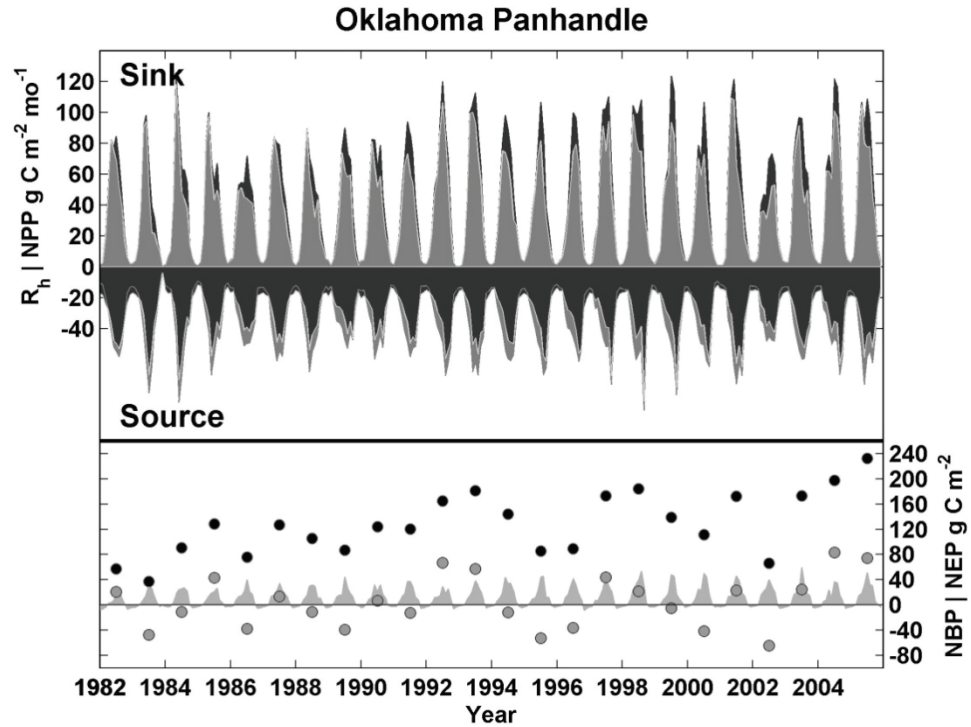 Oklahoma Panhandle
Sink
120
100
80
60
40
20
0
-20
-40
R_h | NPP g C m⁻² mo⁻¹
Source
240
200
160
120
80
40
0
-40
-80
NBP | NEP g C m⁻²
1982 1984 1986 1988 1990 1992 1994 1996 1998 2000 2002 2004
Year